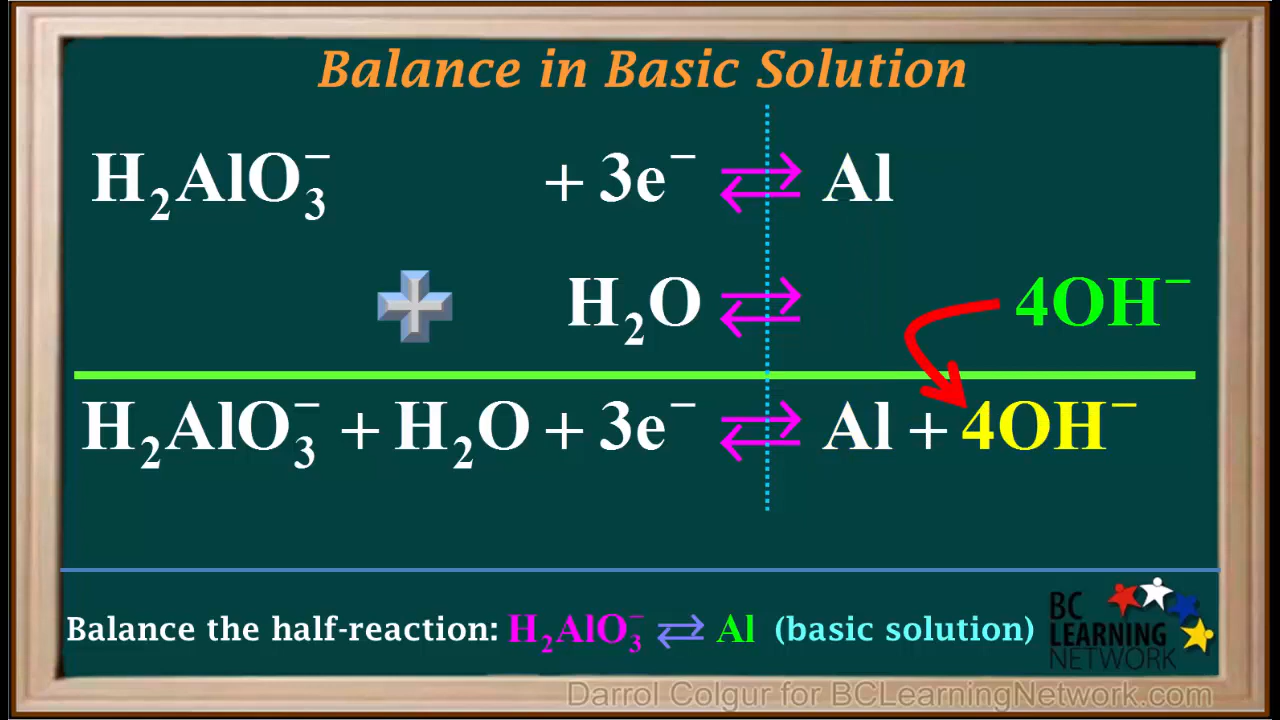 Balance in Basic Solution
H₂AlO₃⁻ + 3e⁻ ⇄ Al
H₂O ⇄ 4OH⁻
H₂AlO₃⁻ + H₂O + 3e⁻ ⇄ Al + 4OH⁻
Balance the half-reaction: H₂AlO₃⁻ ⇄ Al (basic solution)
BC
LEARNING
NETWORK
Darrol Colgur for BCLearningNetwork.com